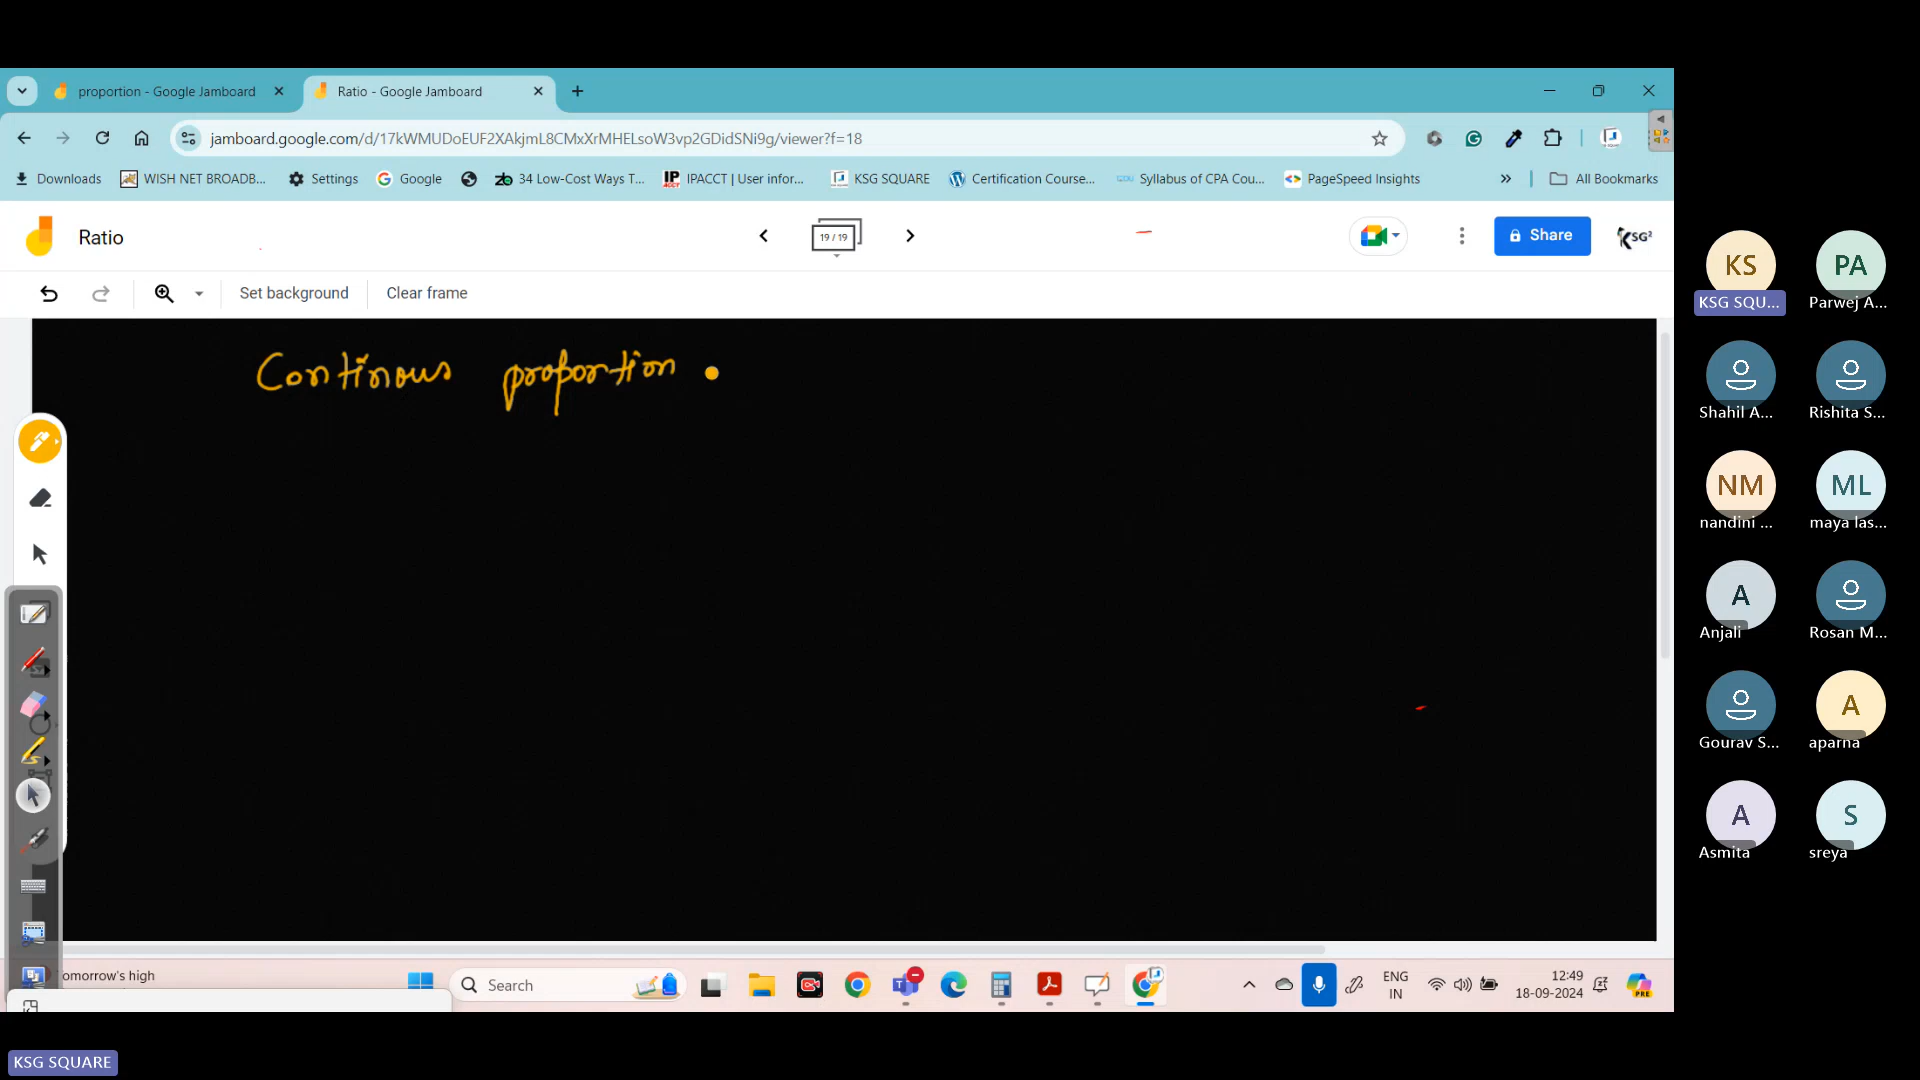 proportion - Google Jamboard
Ratio - Google Jamboard
jamboard.google.com/d/17kWMUDoEUF2XAkjmL8CMxXrMHELsoW3vp2GDidSNi9g/viewer?f=18
Downloads
WISH NET BROADB...
Settings
Google
34 Low-Cost Ways T...
IPACCT | User infor...
KSG SQUARE
Certification Course...
Syllabus of CPA Cou...
PageSpeed Insights
All Bookmarks
Ratio
19 / 19
Share
KSG²
Set background
Clear frame
Continous proportion
KSG SQU...
PA
Parwej A...
KS
Shahil A...
Rishita S...
NM
nandini ...
ML
maya las...
A
Anjali
Rosan M...
Gourav S...
A
aparna
A
Asmita
S
sreya
omorrow's high
Search
ENG
IN
12:49
18-09-2024
PRE
KSG SQUARE